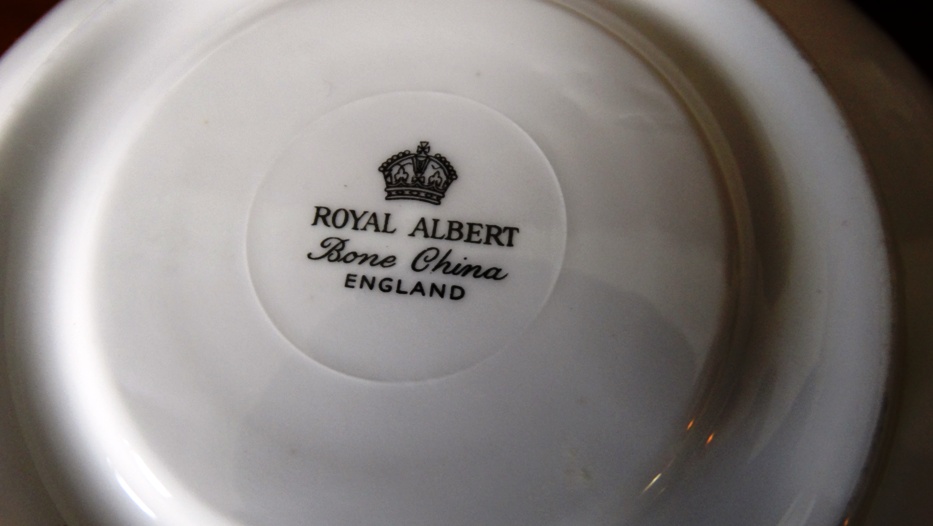 ROYAL ALBERT
Bone China
ENGLAND